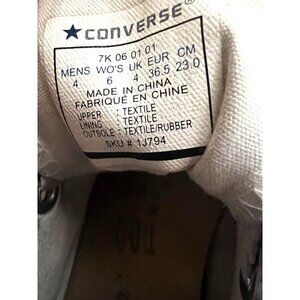 ★CONVERSE®
7K 06 01 01
MENS WO'S UK EUR CM
4 6 4 36.5 23.0
MADE IN CHINA
FABRIQUÉ EN CHINE
UPPER : TEXTILE
LINING : TEXTILE
OUTSOLE : TEXTILE/RUBBER
SKU # 1J794